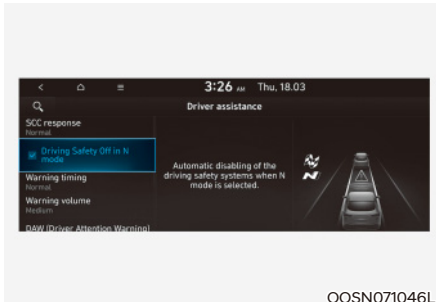 3:26 AM Thu, 18.03
Driver assistance
SCC response
Normal
Driving Safety Off in N
mode
Warning timing
Normal
Warning volume
Medium
DAW (Driver Attention Warning)
Automatic disabling of the
driving safety systems when N
mode is selected.
N
OOSN071046L